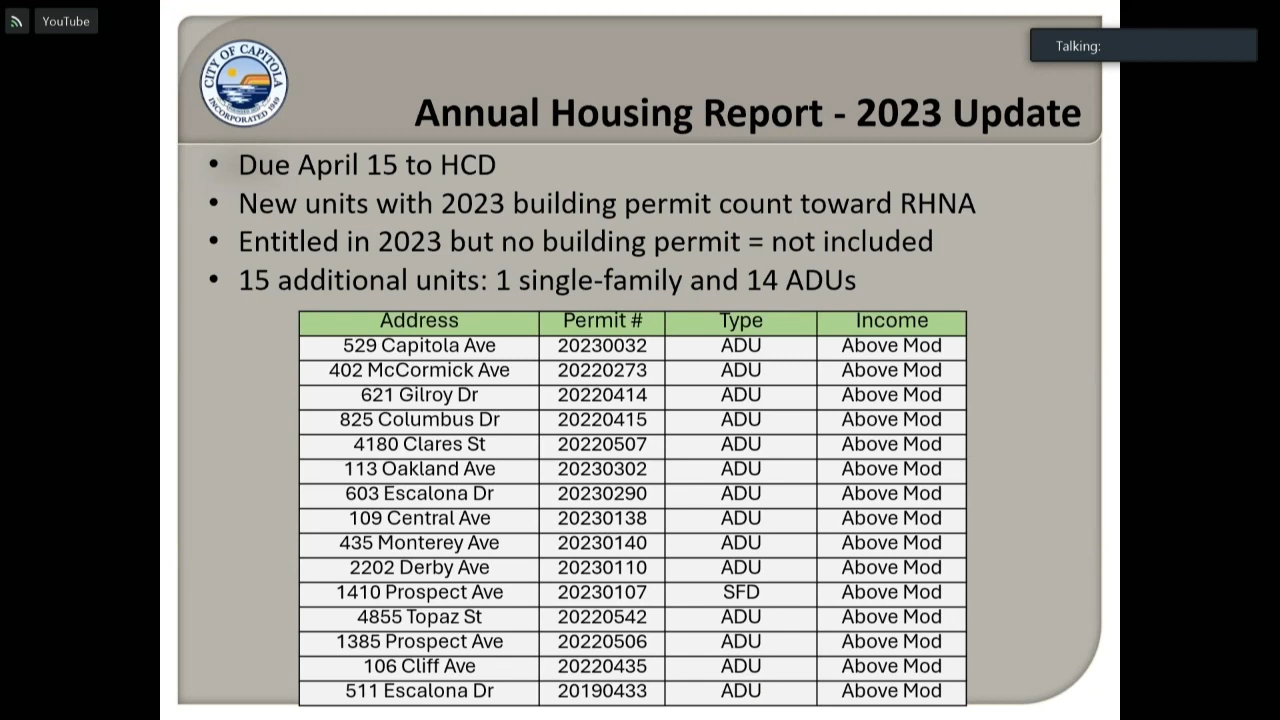 YouTube
Talking:
CITY OF CAPITOLA
INCORPORATED 1949
Annual Housing Report - 2023 Update
• Due April 15 to HCD
• New units with 2023 building permit count toward RHNA
• Entitled in 2023 but no building permit = not included
• 15 additional units: 1 single-family and 14 ADUs
Address Permit # Type Income
529 Capitola Ave 20230032 ADU Above Mod
402 McCormick Ave 20220273 ADU Above Mod
621 Gilroy Dr 20220414 ADU Above Mod
825 Columbus Dr 20220415 ADU Above Mod
4180 Clares St 20220507 ADU Above Mod
113 Oakland Ave 20230302 ADU Above Mod
603 Escalona Dr 20230290 ADU Above Mod
109 Central Ave 20230138 ADU Above Mod
435 Monterey Ave 20230140 ADU Above Mod
2202 Derby Ave 20230110 ADU Above Mod
1410 Prospect Ave 20230107 SFD Above Mod
4855 Topaz St 20220542 ADU Above Mod
1385 Prospect Ave 20220506 ADU Above Mod
106 Cliff Ave 20220435 ADU Above Mod
511 Escalona Dr 20190433 ADU Above Mod